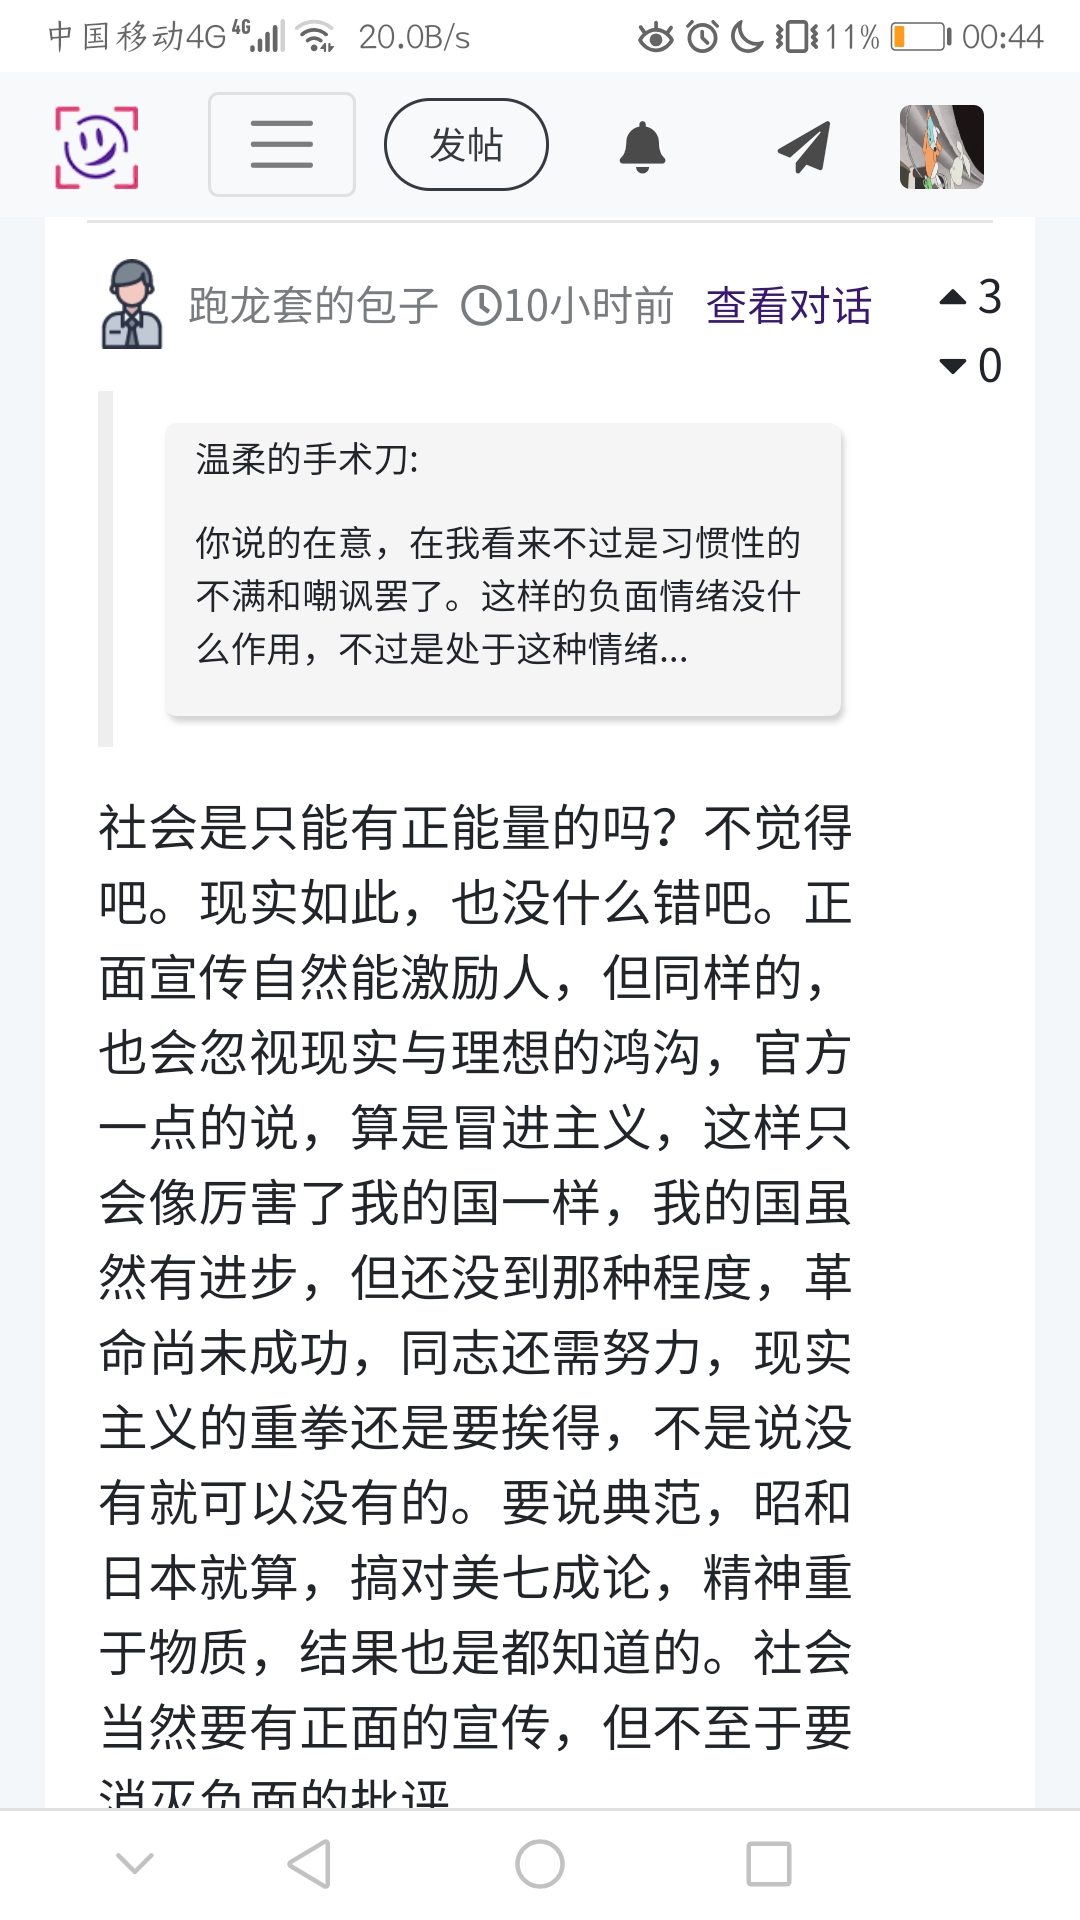 中国移动4G 4G 20.0B/s 11% 00:44
发帖
跑龙套的包子 10小时前 查看对话 3
0
温柔的手术刀:
你说的在意，在我看来不过是习惯性的
不满和嘲讽罢了。这样的负面情绪没什
么作用，不过是处于这种情绪...
社会是只能有正能量的吗？不觉得
吧。现实如此，也没什么错吧。正
面宣传自然能激励人，但同样的，
也会忽视现实与理想的鸿沟，官方
一点的说，算是冒进主义，这样只
会像厉害了我的国一样，我的国虽
然有进步，但还没到那种程度，革
命尚未成功，同志还需努力，现实
主义的重拳还是要挨得，不是说没
有就可以没有的。要说典范，昭和
日本就算，搞对美七成论，精神重
于物质，结果也是都知道的。社会
当然要有正面的宣传，但不至于要
消灭负面的批评